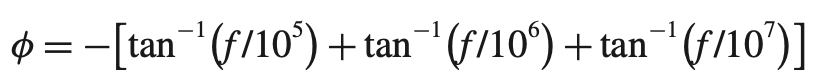 ϕ = −[tan⁻¹(f/10⁵) + tan⁻¹(f/10⁶) + tan⁻¹(f/10⁷)]